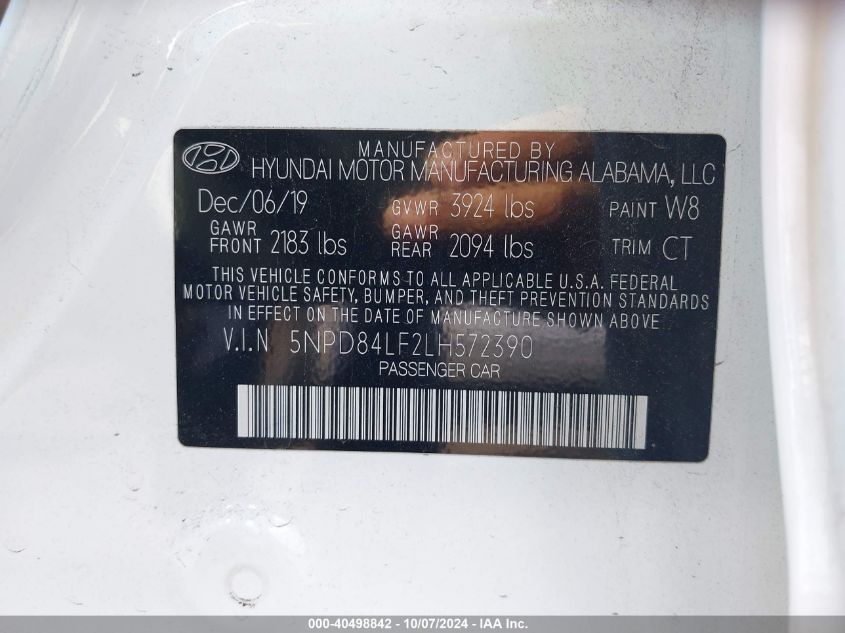 MANUFACTURED BY
HYUNDAI MOTOR MANUFACTURING ALABAMA, LLC
Dec/06/19 GVWR 3924 lbs PAINT W8
GAWR FRONT 2183 lbs GAWR REAR 2094 lbs TRIM CT
THIS VEHICLE CONFORMS TO ALL APPLICABLE U.S.A. FEDERAL
MOTOR VEHICLE SAFETY, BUMPER, AND THEFT PREVENTION STANDARDS
IN EFFECT ON THE DATE OF MANUFACTURE SHOWN ABOVE
V.I.N 5NPD84LF2LH572390
PASSENGER CAR
000-40498842 - 10/07/2024 - IAA Inc.